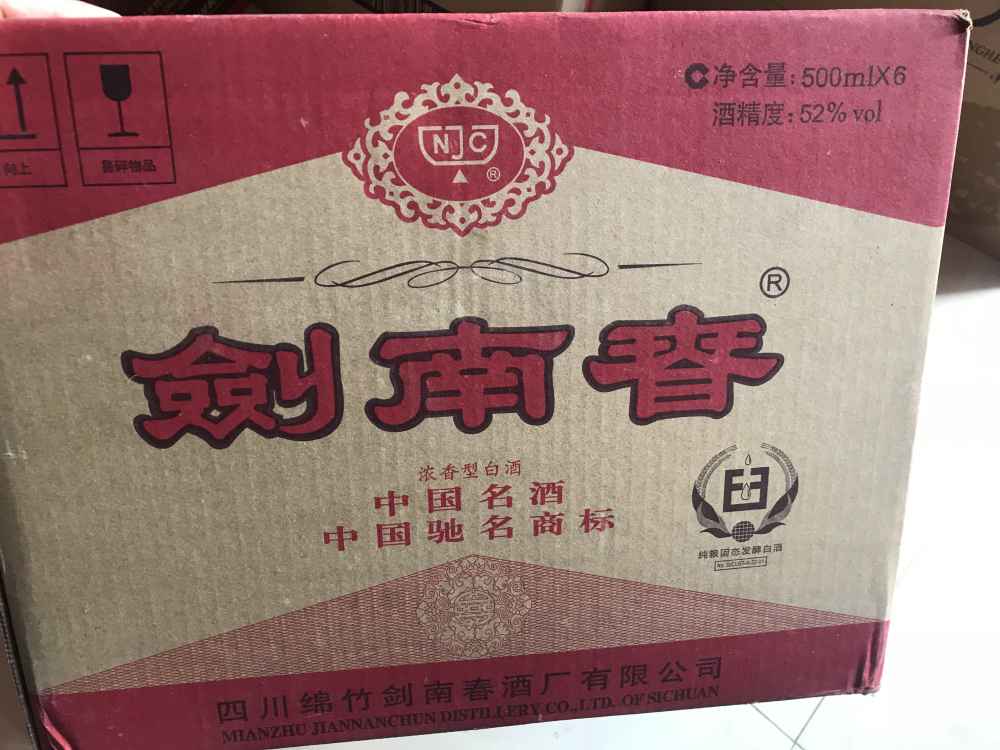 向上
易碎物品
NJC
®
净含量:500mlX6
酒精度:52% vol
®
劍南春
浓香型白酒
中国名酒
中国驰名商标
纯粮固态发酵白酒
四川绵竹剑南春酒厂有限公司
MIANZHU JIANNANCHUN DISTILLERY CO.,LTD. OF SICHUAN